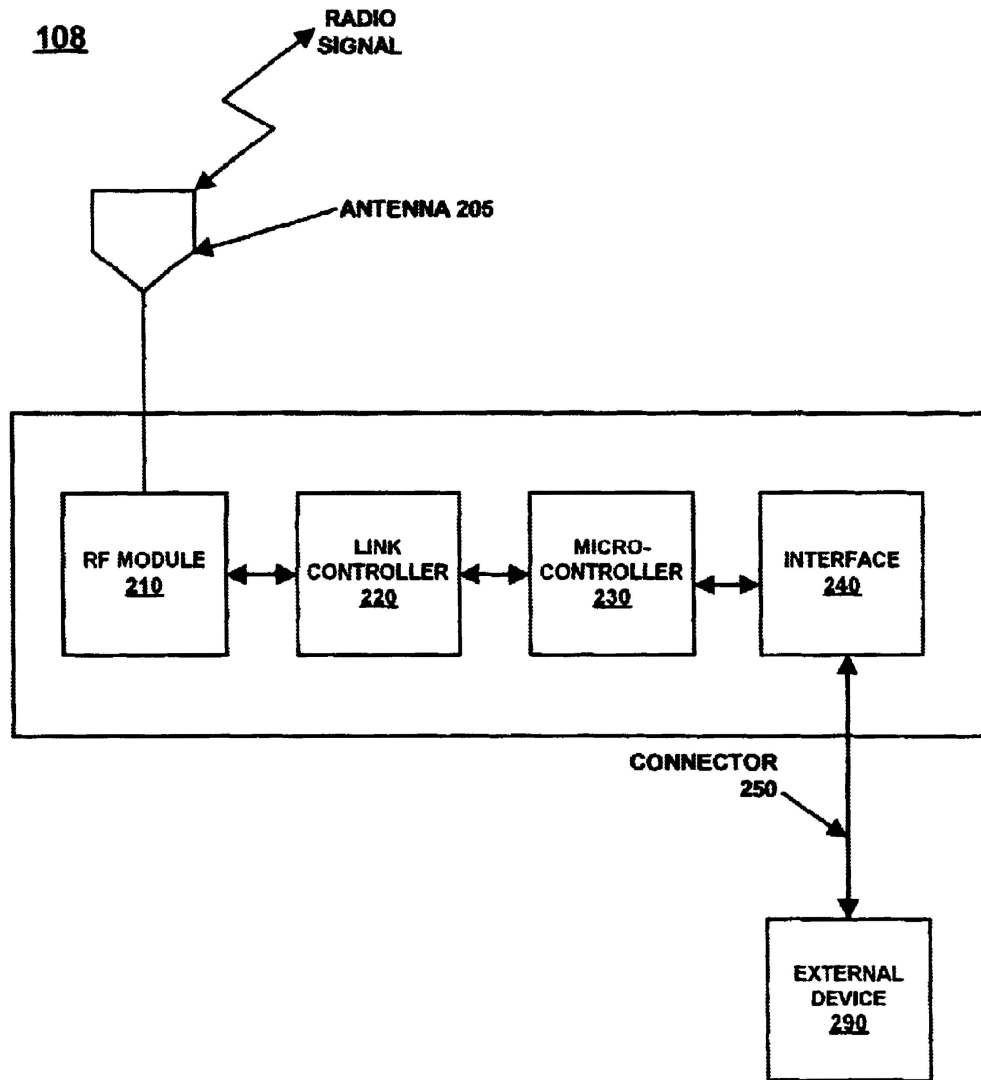 108
RADIO
SIGNAL
ANTENNA 205
RF MODULE
210
LINK
CONTROLLER
220
MICRO-
CONTROLLER
230
INTERFACE
240
CONNECTOR
250
EXTERNAL
DEVICE
290